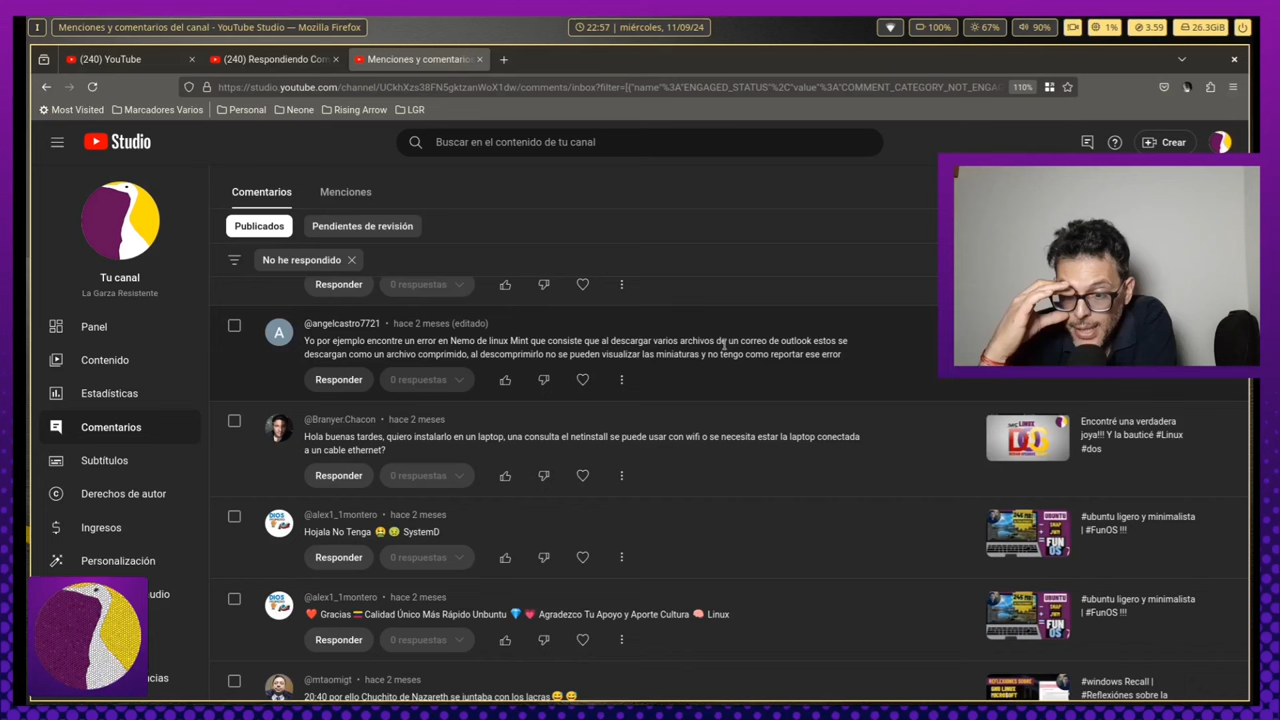 I
Menciones y comentarios del canal - YouTube Studio — Mozilla Firefox
22:57 | miércoles, 11/09/24
100%
67%
90%
1%
3.59
26.3GiB
(240) YouTube
(240) Respondiendo Com
Menciones y comentarios
https://studio.youtube.com/channel/UCkhXzs38FN5gktzanWoX1dw/comments/inbox?filter=[{"name"%3A"ENGAGED_STATUS"%2C"value"%3A"COMMENT_CATEGORY_NOT_ENGA
110%
Most Visited
Marcadores Varios
Personal
Neone
Rising Arrow
LGR
Studio
Buscar en el contenido de tu canal
Crear
Tu canal
La Garza Resistente
Panel
Contenido
Estadísticas
Comentarios
Subtítulos
Derechos de autor
Ingresos
Personalización
udio
ncias
Comentarios
Menciones
Publicados
Pendientes de revisión
No he respondido
Responder
0 respuestas
@angelcastro7721 • hace 2 meses (editado)
Yo por ejemplo encontre un error en Nemo de linux Mint que consiste que al descargar varios archivos de un correo de outlook estos se
descargan como un archivo comprimido, al descomprimirlo no se pueden visualizar las miniaturas y no tengo como reportar ese error
Responder
0 respuestas
@Branyer.Chacon • hace 2 meses
Hola buenas tardes, quiero instalarlo en un laptop, una consulta el netinstall se puede usar con wifi o se necesita estar la laptop conectada
a un cable ethernet?
Responder
0 respuestas
Encontré una verdadera
joya!!! Y la bauticé #Linux
#dos
@alex1_1montero • hace 2 meses
Hojala No Tenga 🤮 🤢 SystemD
Responder
0 respuestas
#ubuntu ligero y minimalista
| #FunOS !!!
@alex1_1montero • hace 2 meses
❤️ Gracias 🇻🇪 Calidad Único Más Rápido Unbuntu 💎 💗 Agradezco Tu Apoyo y Aporte Cultura 🧠 Linux
Responder
0 respuestas
#ubuntu ligero y minimalista
| #FunOS !!!
@mtaomigt • hace 2 meses
20:40 por ello Chuchito de Nazareth se juntaba con los lacras 😅 😅
#windows Recall |
#Reflexiónes sobre la